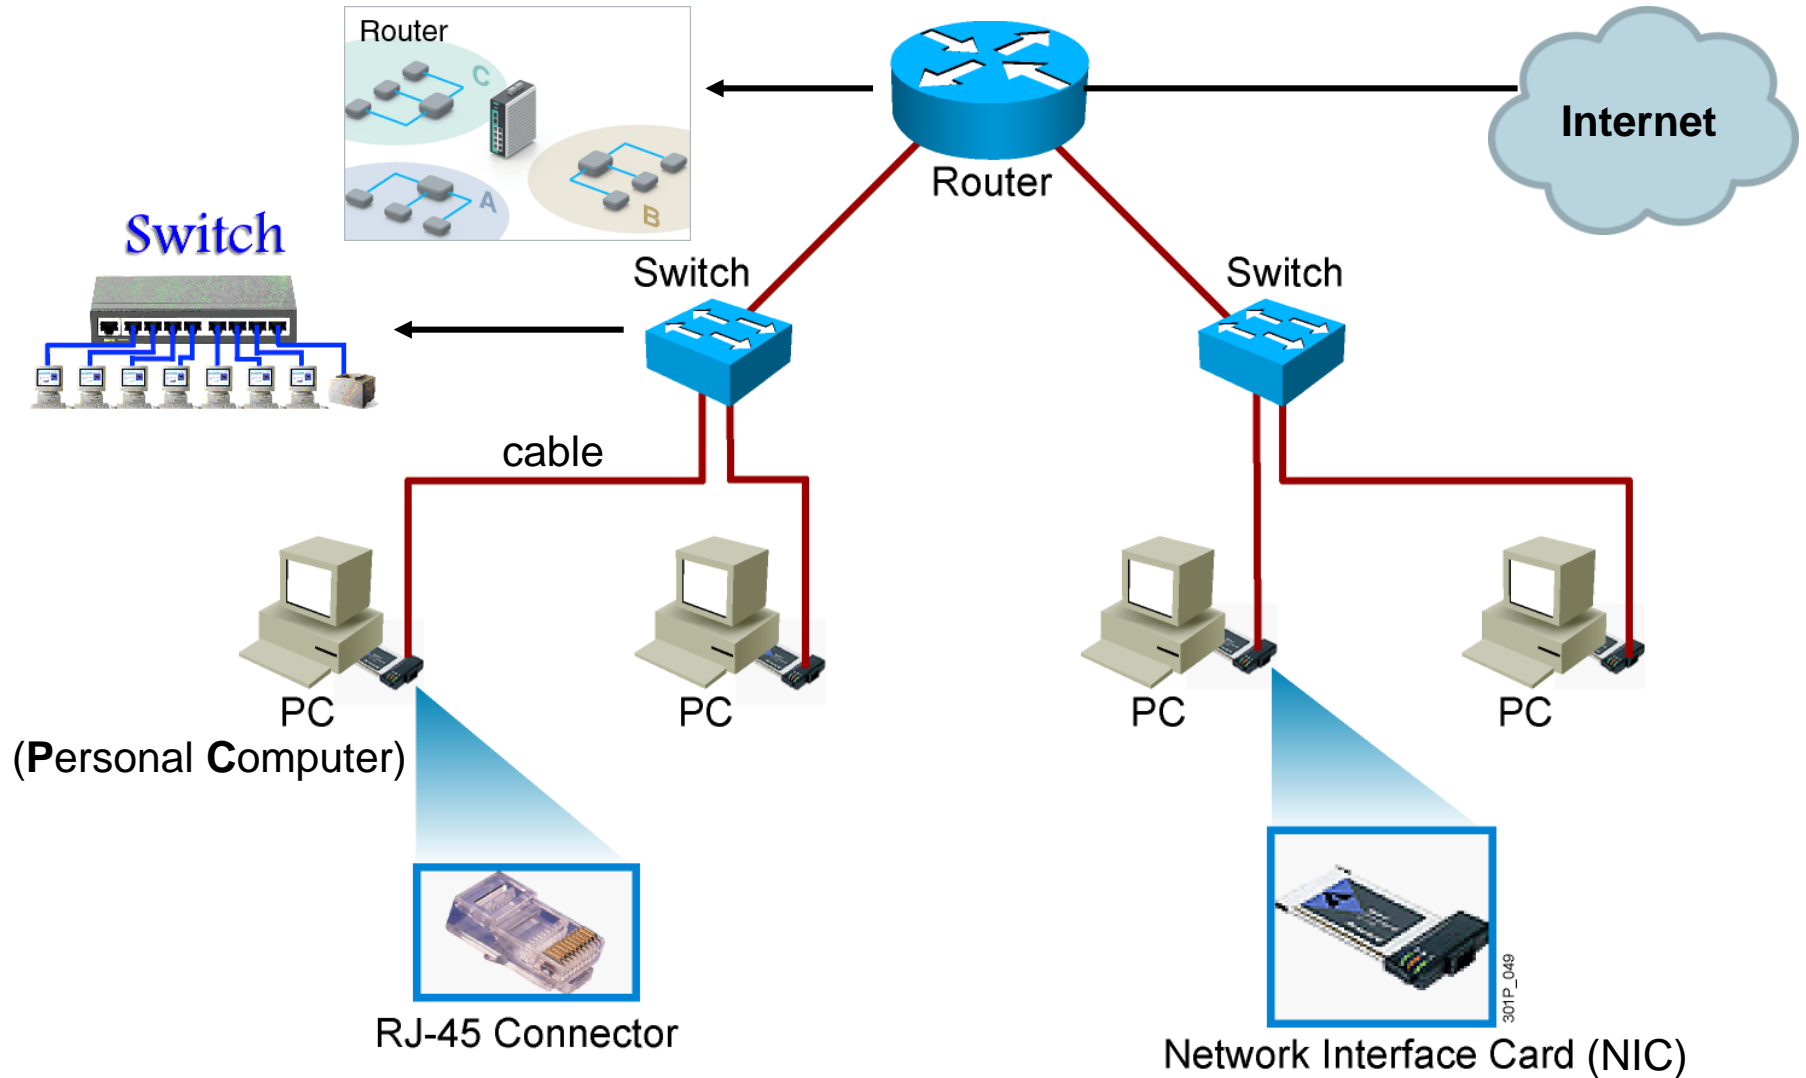 Router
C
A
B
Internet
Router
Switch
Switch
Switch
cable
PC
PC
PC
PC
(Personal Computer)
301P_049
RJ-45 Connector
Network Interface Card (NIC)